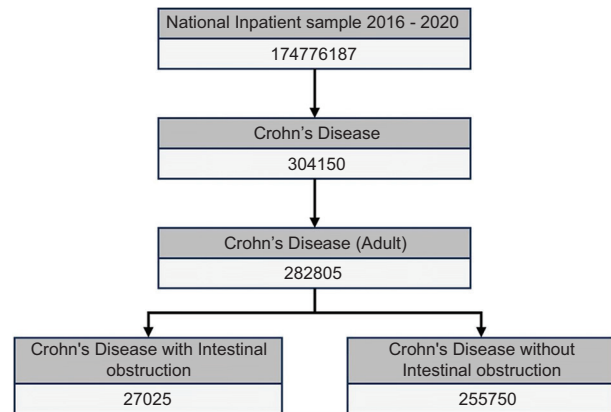 National Inpatient sample 2016 - 2020
174776187
Crohn’s Disease
304150
Crohn’s Disease (Adult)
282805
Crohn's Disease with Intestinal
obstruction
27025
Crohn's Disease without
Intestinal obstruction
255750